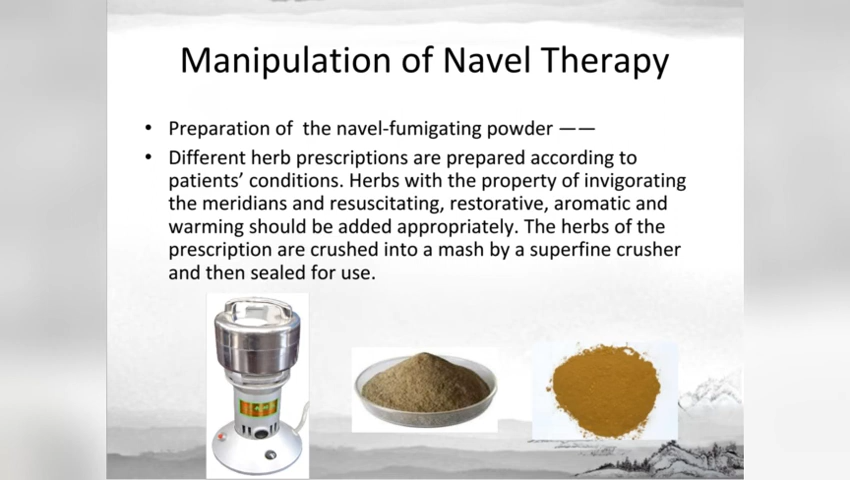 Manipulation of Navel Therapy
• Preparation of  the navel-fumigating powder ——
• Different herb prescriptions are prepared according to
patients’ conditions. Herbs with the property of invigorating
the meridians and resuscitating, restorative, aromatic and
warming should be added appropriately. The herbs of the
prescription are crushed into a mash by a superfine crusher
and then sealed for use.